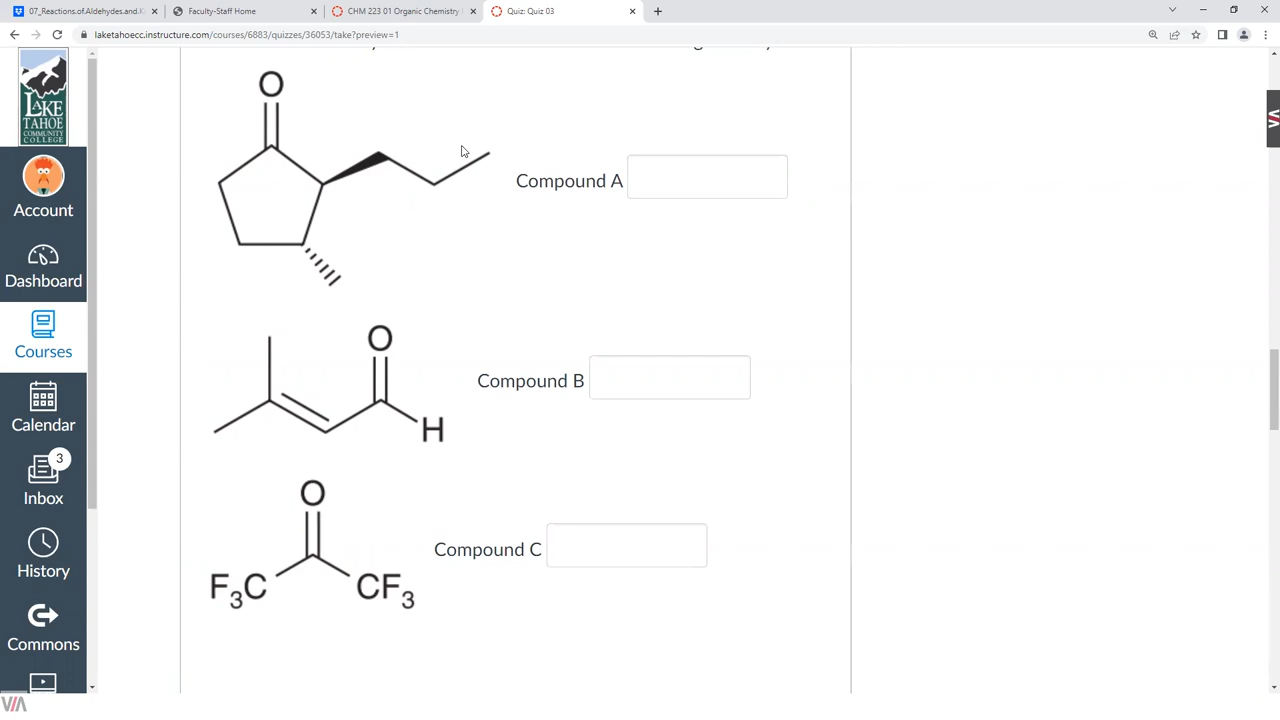 07_Reactions.of.Aldehydes.and.K
Faculty-Staff Home
CHM 223 01 Organic Chemistry
Quiz: Quiz 03
laketahoecc.instructure.com/courses/6883/quizzes/36053/take?preview=1
LAKE
TAHOE
COMMUNITY
COLLEGE
Account
Dashboard
Courses
Calendar
3
Inbox
History
Commons
O
Compound A
O
H
Compound B
O
F3C
CF3
Compound C
VIA